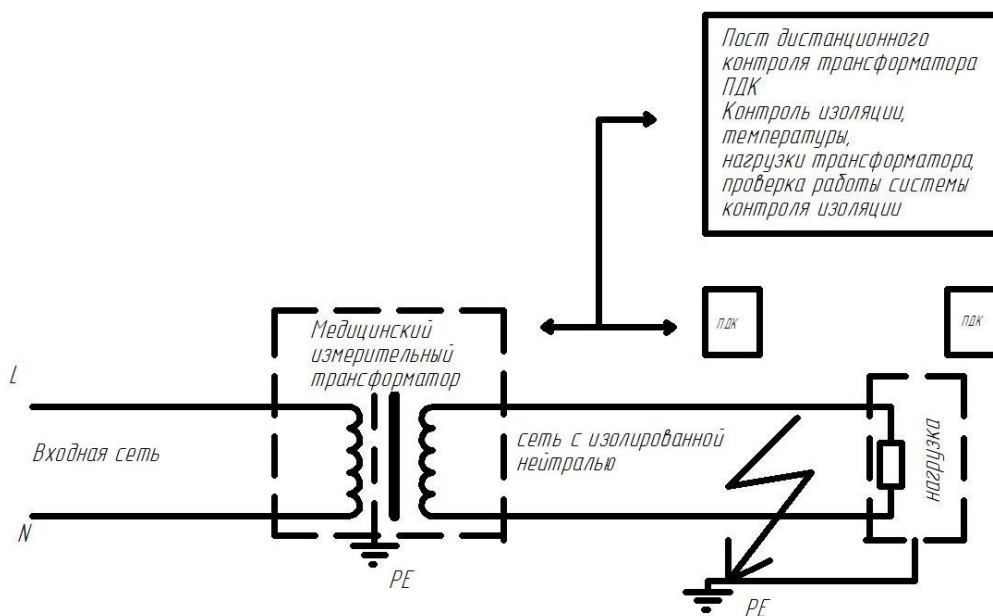 Пост дистанционного
контроля трансформатора
ПДК
Контроль изоляции,
температуры,
нагрузки трансформатора,
проверка работы системы
контроля изоляции
ПДК
ПДК
Медицинский
измерительный
трансформатор
L
Входная сеть
N
PE
сеть с изолированной
нейтралью
нагрузка
PE